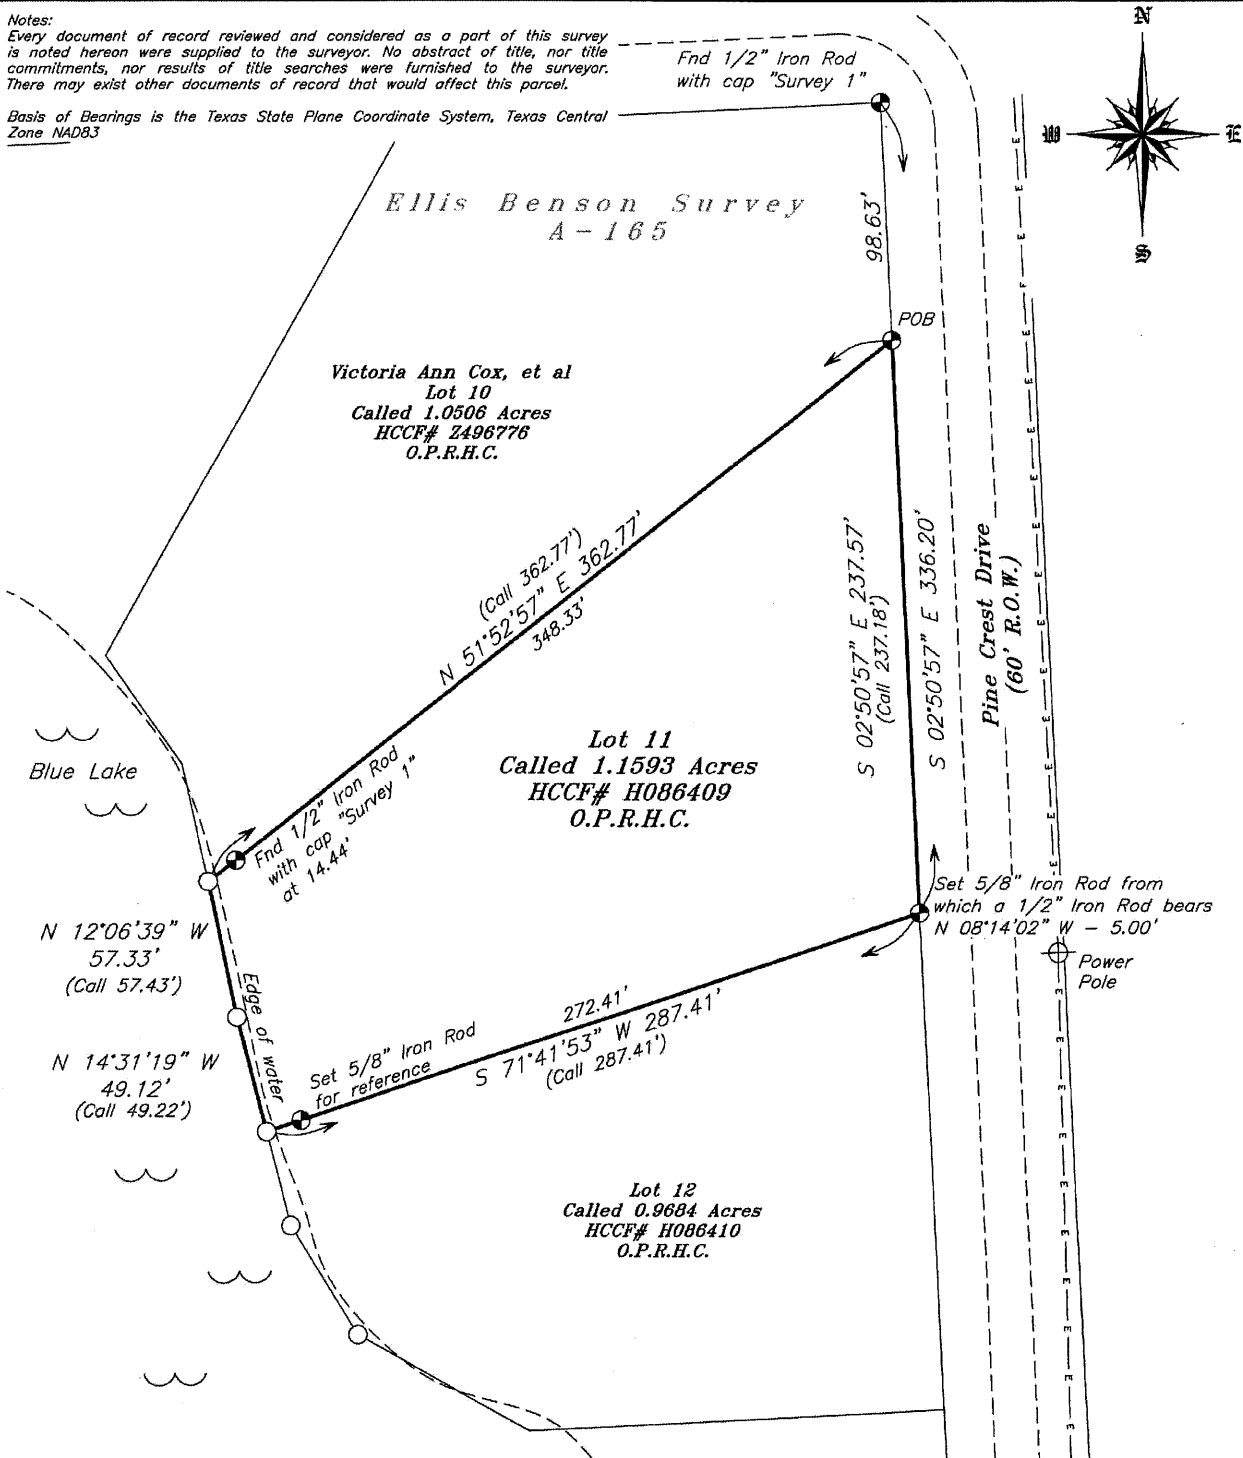 Notes:
Every document of record reviewed and considered as a part of this survey
is noted hereon were supplied to the surveyor. No abstract of title, nor title
commitments, nor results of title searches were furnished to the surveyor.
There may exist other documents of record that would affect this parcel.
Basis of Bearings is the Texas State Plane Coordinate System, Texas Central
Zone NAD83
Fnd 1/2" Iron Rod
with cap "Survey 1"
N
W
E
S
Ellis Benson Survey
A-165
98.63'
POB
Victoria Ann Cox, et al
Lot 10
Called 1.0506 Acres
HCCF# Z496776
O.P.R.H.C.
(Call 362.77')
N 51°52'57" E 362.77'
348.33'
S 02°50'57" E 237.57'
(Call 237.18')
S 02°50'57" E 336.20'
Pine Crest Drive
(60' R.O.W.)
Blue Lake
Lot 11
Called 1.1593 Acres
HCCF# H086409
O.P.R.H.C.
Fnd 1/2" Iron Rod
with cap "Survey 1"
at 14.44'
Set 5/8" Iron Rod from
which a 1/2" Iron Rod bears
N 08°14'02" W - 5.00'
Power
Pole
N 12°06'39" W
57.33'
(Call 57.43')
Edge of water
N 14°31'19" W
49.12'
(Call 49.22')
Set 5/8" Iron Rod
for reference
272.41'
S 71°41'53" W 287.41'
(Call 287.41')
Lot 12
Called 0.9684 Acres
HCCF# H086410
O.P.R.H.C.